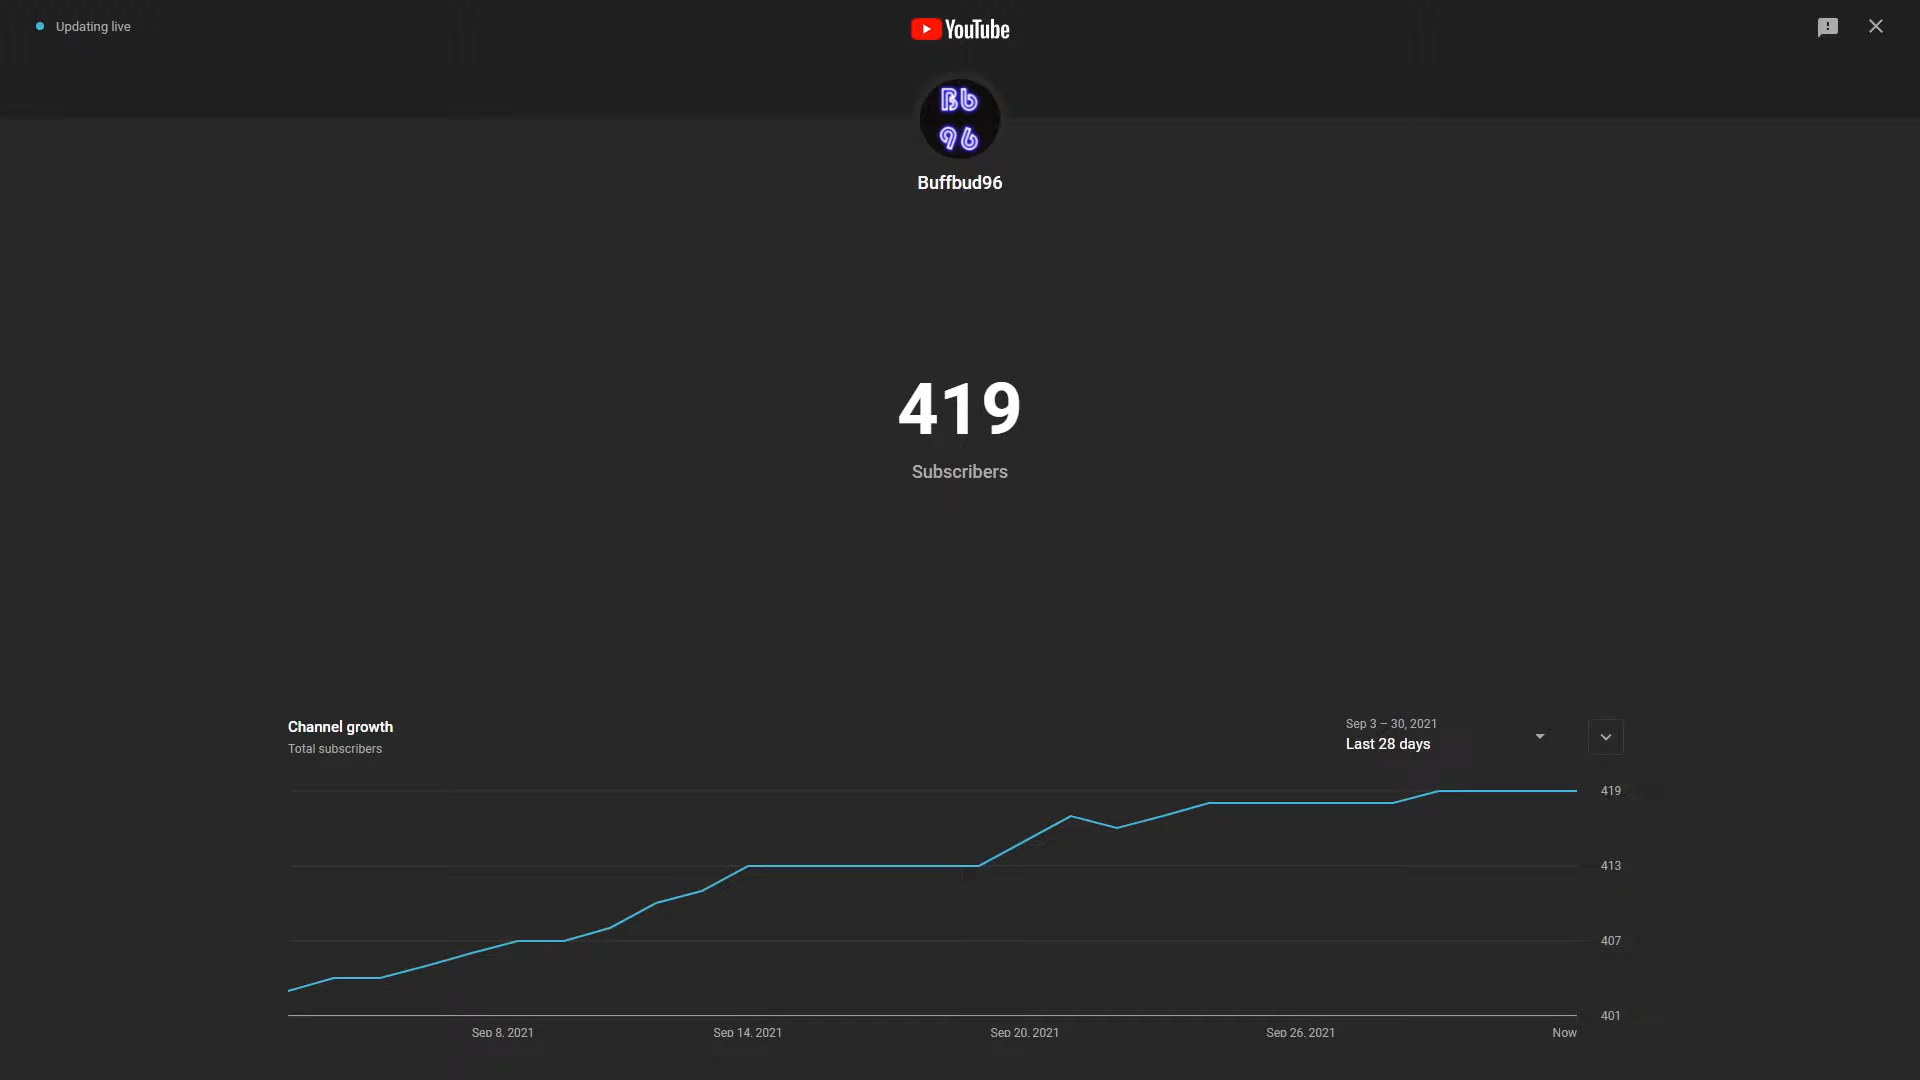 Updating live
YouTube
Bb
96
Buffbud96
419
Subscribers
Channel growth
Total subscribers
Sep 3 – 30, 2021
Last 28 days
419
413
407
401
Sep 8, 2021
Sep 14, 2021
Sep 20, 2021
Sep 26, 2021
Now